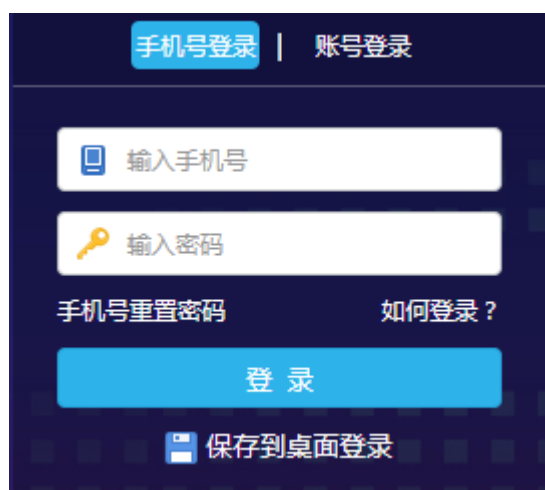 手机号登录 | 账号登录
输入手机号
输入密码
手机号重置密码 如何登录？
登 录
保存到桌面登录